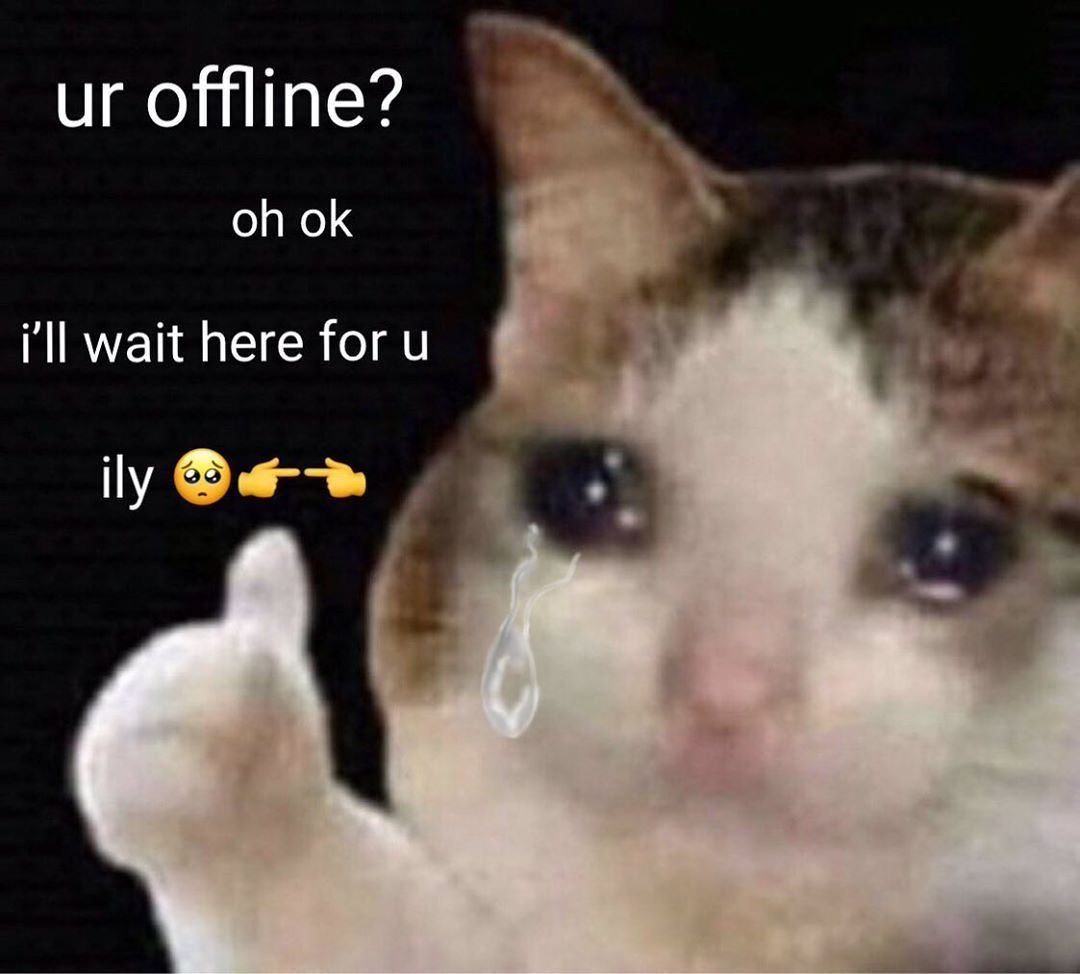 ur offline?
oh ok
i’ll wait here for u
ily 🥺👉👈